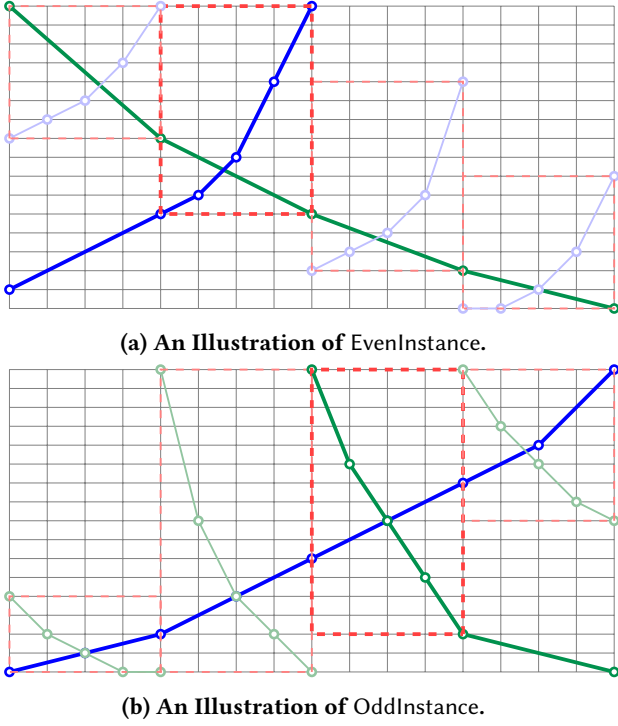 (a) An Illustration of EvenInstance.
(b) An Illustration of OddInstance.